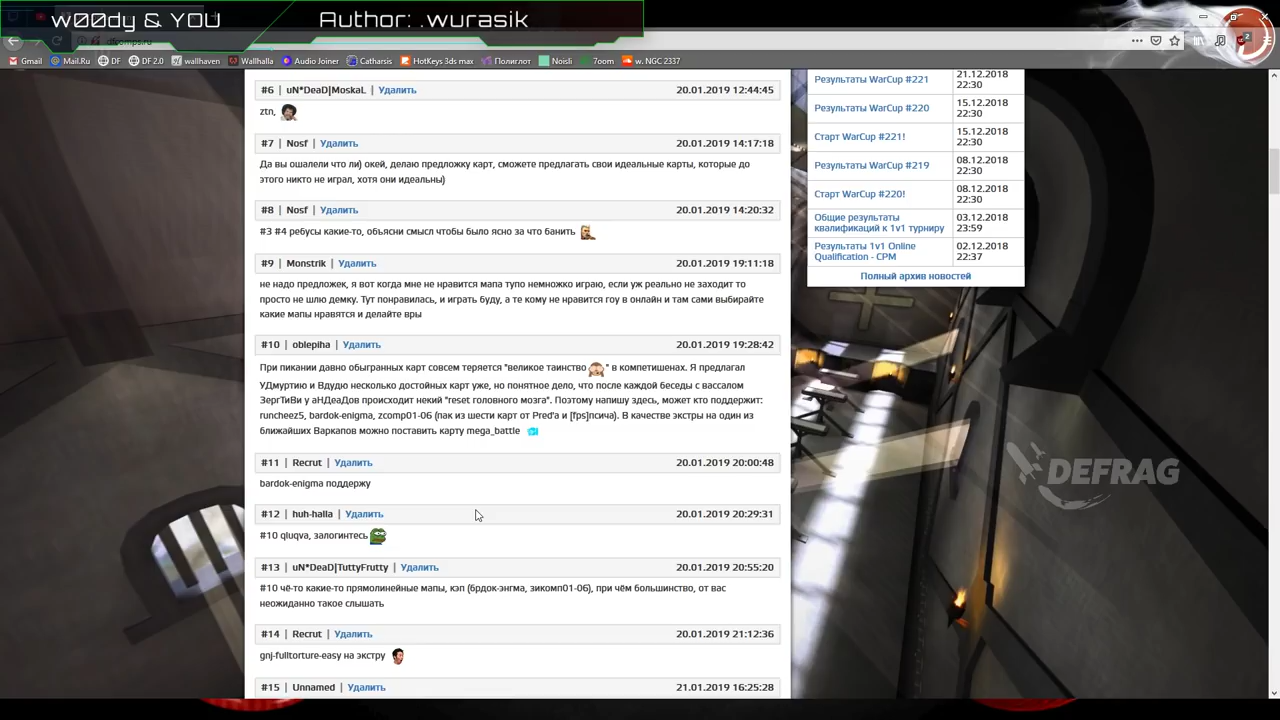 w00dy & YOU
Author: .wurasik
dfcomps.ru
2
Gmail
Mail.Ru
DF
DF 2.0
wallhaven
Wallhalla
Audio Joiner
Catharsis
HotKeys 3ds max
Полиглот
Noisli
7oom
w. NGC 2337
#6 | uN*DeaD|MoskaL | Удалить 20.01.2019 12:44:45
ztn,
#7 | Nosf | Удалить 20.01.2019 14:17:18
Да вы ошалели что ли) окей, делаю предложку карт, сможете предлагать свои идеальные карты, которые до
этого никто не играл, хотя они идеальны)
#8 | Nosf | Удалить 20.01.2019 14:20:32
#3 #4 ребусы какие-то, объясни смысл чтобы было ясно за что банить
#9 | Monstrik | Удалить 20.01.2019 19:11:18
не надо предложек, я вот когда мне не нравится мапа тупо немножко играю, если уж реально не заходит то
просто не шлю демку. Тут понравилась, и играть буду, а те кому не нравится гоу в онлайн и там сами выбирайте
какие мапы нравятся и делайте вры
#10 | oblepiha | Удалить 20.01.2019 19:28:42
При пикании давно обыгранных карт совсем теряется "великое таинство " в компетишенах. Я предлагал
УДмуртию и Вдудю несколько достойных карт уже, но понятное дело, что после каждой беседы с вассалом
ЗергТиВи у аНДеаДов происходит некий "reset головного мозга". Поэтому напишу здесь, может кто поддержит:
runcheez5, bardok-enigma, zcomp01-06 (пак из шести карт от Pred'a и [fps]псича). В качестве экстры на один из
ближайших Варкапов можно поставить карту mega_battle
#11 | Recrut | Удалить 20.01.2019 20:00:48
bardok-enigma поддержу
#12 | huh-halla | Удалить 20.01.2019 20:29:31
#10 qluqva, залогинтесь
#13 | uN*DeaD|TuttyFrutty | Удалить 20.01.2019 20:55:20
#10 чё-то какие-то прямолинейные мапы, кэп (брдок-энгма, зикомп01-06), при чём большинство, от вас
неожиданно такое слышать
#14 | Recrut | Удалить 20.01.2019 21:12:36
gnj-fulltorture-easy на экстру
#15 | Unnamed | Удалить 21.01.2019 16:25:28
Результаты WarCup #221
21.12.2018
22:30
Результаты WarCup #220
15.12.2018
22:30
Старт WarCup #221!
15.12.2018
22:30
Результаты WarCup #219
08.12.2018
22:30
Старт WarCup #220!
08.12.2018
22:30
Общие результаты
квалификаций к 1v1 турниру
03.12.2018
23:59
Результаты 1v1 Online
Qualification - CPM
02.12.2018
22:37
Полный архив новостей
DEFRAG